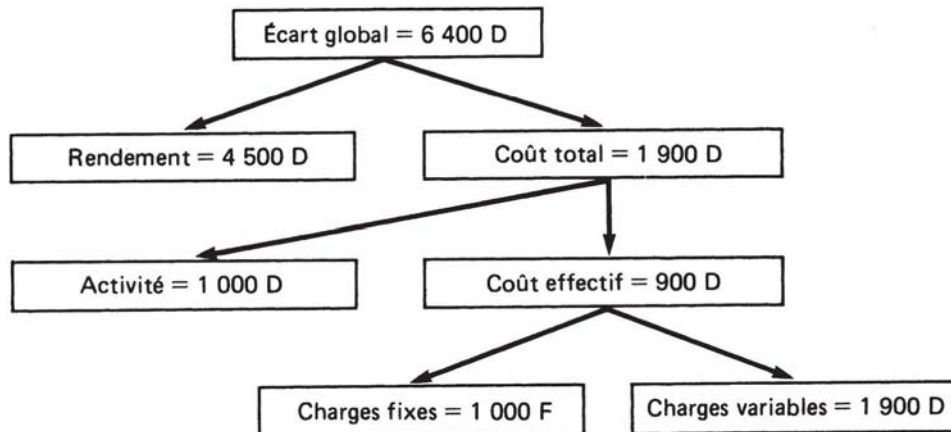 Écart global = 6 400 D
Rendement = 4 500 D
Coût total = 1 900 D
Activité = 1 000 D
Coût effectif = 900 D
Charges fixes = 1 000 F
Charges variables = 1 900 D